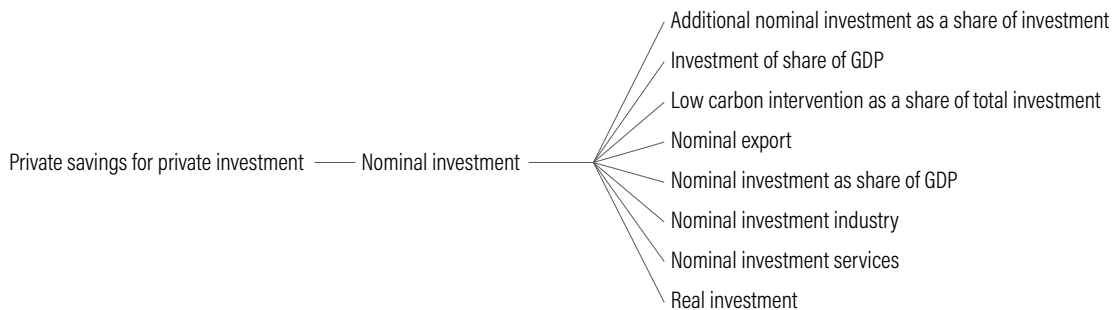 Additional nominal investment as a share of investment
Investment of share of GDP
Low carbon intervention as a share of total investment
Nominal export
Private savings for private investment
Nominal investment
Nominal investment as share of GDP
Nominal investment industry
Nominal investment services
Real investment